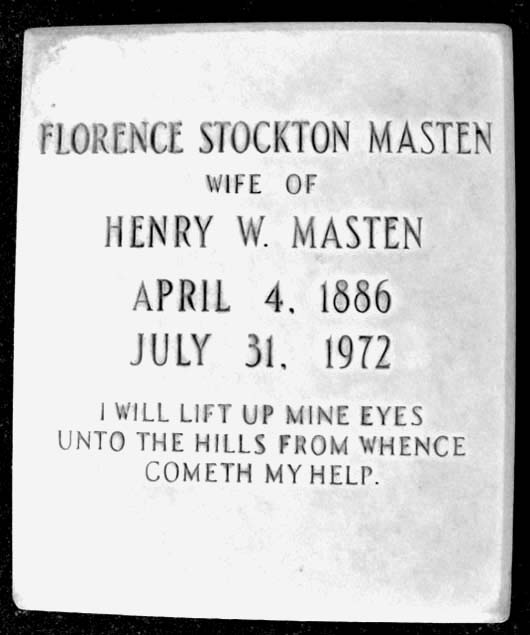 FLORENCE STOCKTON MASTEN
WIFE OF
HENRY W. MASTEN
APRIL 4, 1886
JULY 31, 1972
I WILL LIFT UP MINE EYES
UNTO THE HILLS FROM WHENCE
COMETH MY HELP.